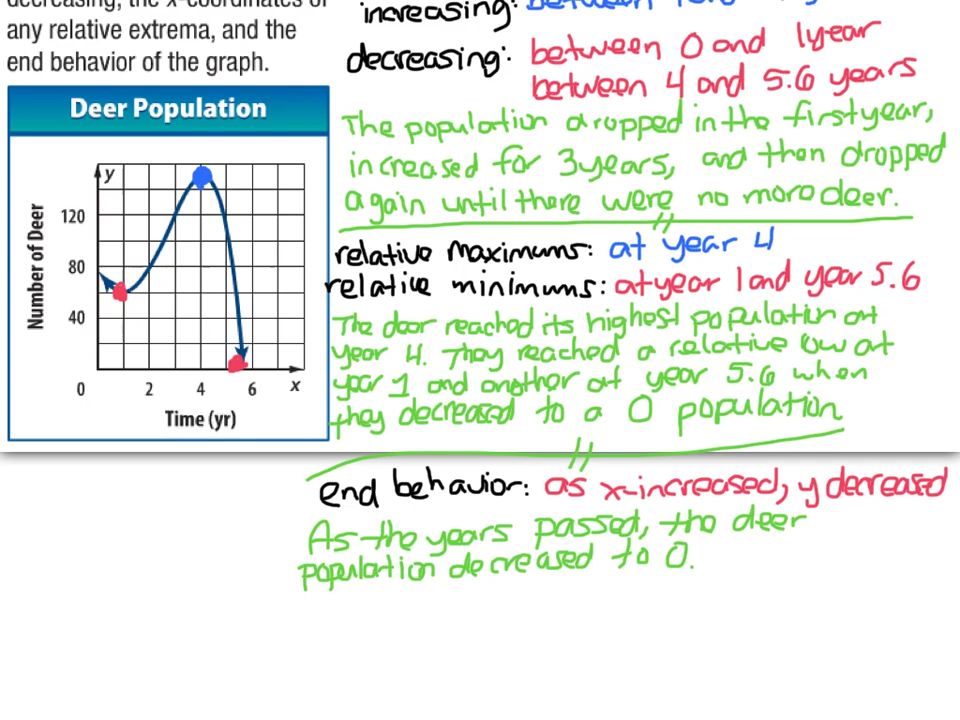 decreasing, the x-coordinates of
any relative extrema, and the
end behavior of the graph.
increasing: between 1
decreasing: between 0 and 1 year
between 4 and 5.6 years
The population dropped in the first year,
increased for 3 years, and then dropped
again until there were no more deer.
Deer Population
y
120
80
40
0 2 4 6 x
Number of Deer
Time (yr)
relative maximums: at year 4
relative minimums: at year 1 and year 5.6
The deer reached its highest population at
year 4. They reached a relative low at
year 1 and another at year 5.6 when
they decreased to a 0 population
end behavior: as x-increased, y decreased
As the years passed, the deer
population decreased to 0.